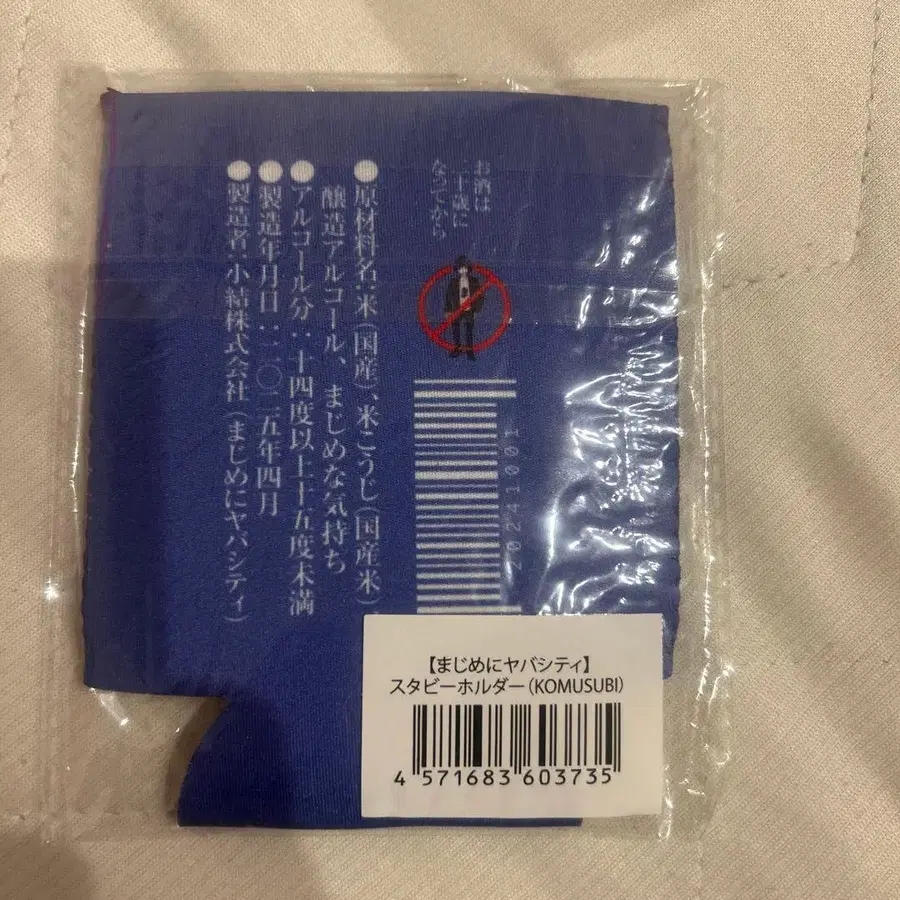 お酒は
二十歳に
なってから
●原材料名:米(国産)、米こうじ(国産米)
醸造アルコール、まじめな気持ち
●アルコール分:十四度以上十五度未満
●製造年月日:二〇二五年四月
●製造者:小結株式会社(まじめにヤバシティ)
20241001
【まじめにヤバシティ】
スタビーホルダー(KOMUSUBI)
4 571683 603735